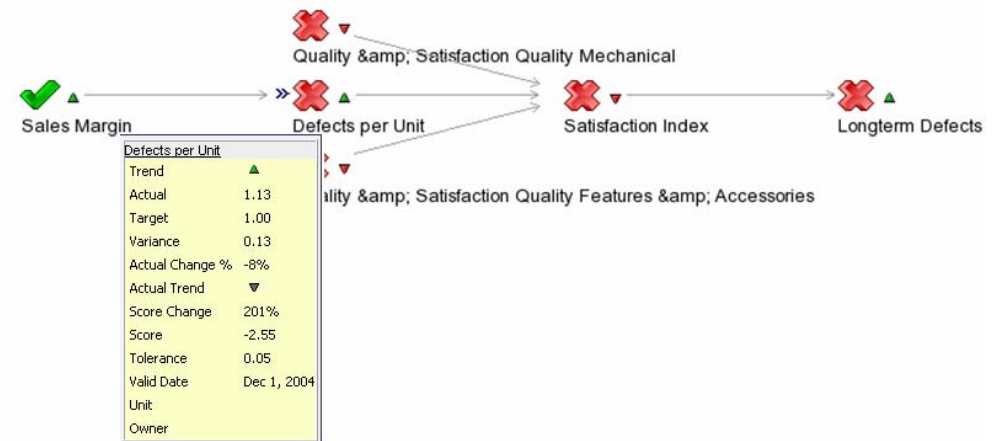 Quality &amp; Satisfaction Quality Mechanical
Sales Margin
Defects per Unit
Satisfaction Index
Longterm Defects
ality &amp; Satisfaction Quality Features &amp; Accessories
Defects per Unit
Trend
Actual 1.13
Target 1.00
Variance 0.13
Actual Change % -8%
Actual Trend
Score Change 201%
Score -2.55
Tolerance 0.05
Valid Date Dec 1, 2004
Unit
Owner